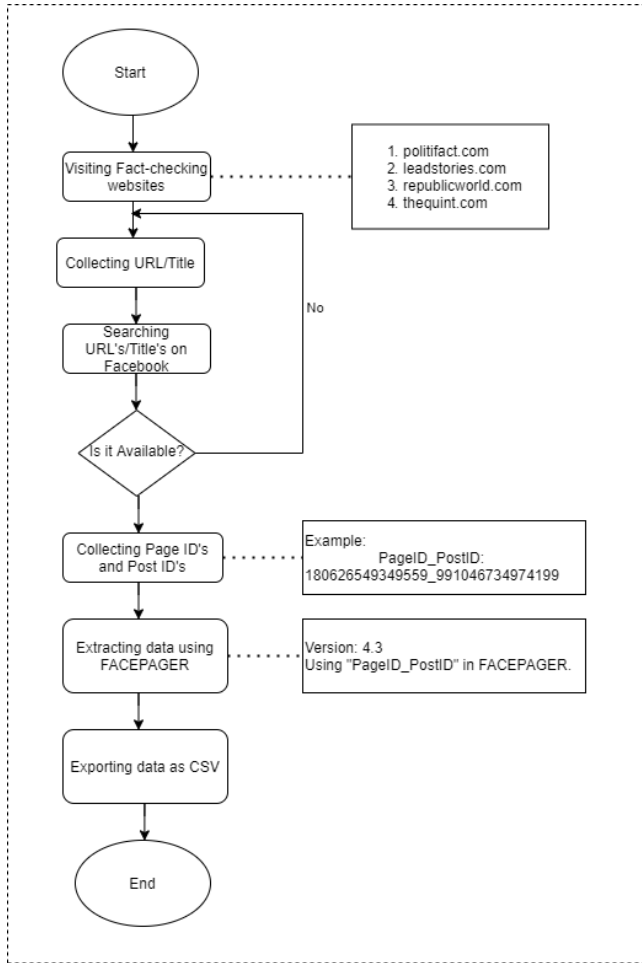 Start
Visiting Fact-checking
websites
1. politifact.com
2. leadstories.com
3. republicworld.com
4. thequint.com
Collecting URL/Title
No
Searching
URL's/Title's on
Facebook
Is it Available?
Collecting Page ID's
and Post ID's
Example:
PageID_PostID:
180626549349559_991046734974199
Extracting data using
FACEPAGER
Version: 4.3
Using "PageID_PostID" in FACEPAGER.
Exporting data as CSV
End